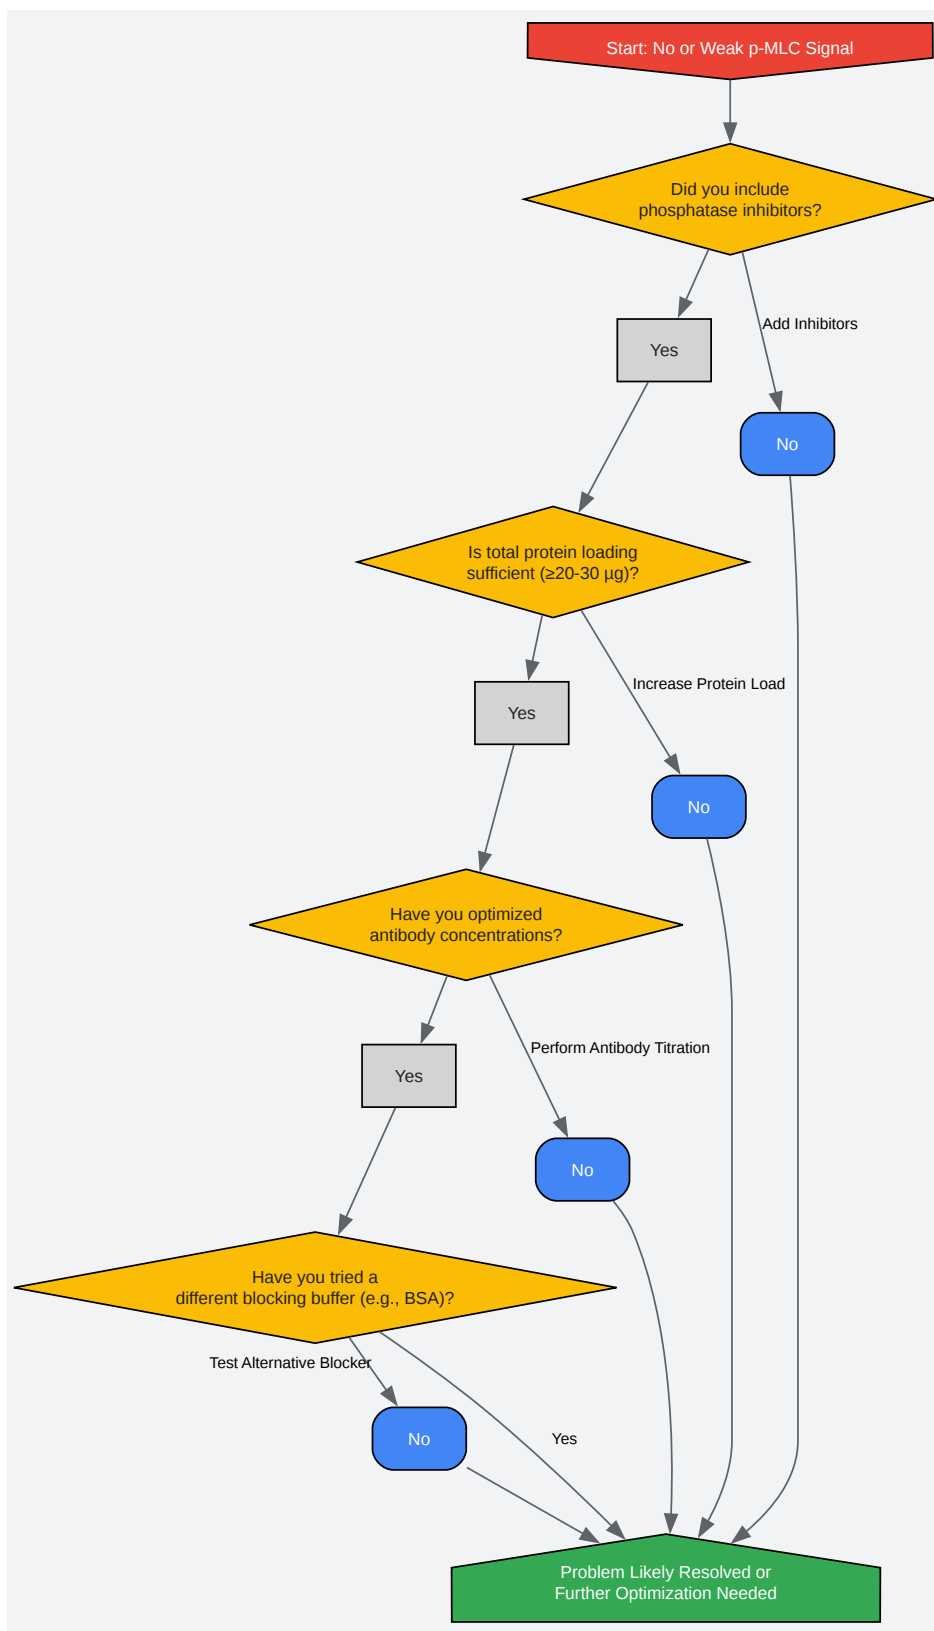 Start: No or Weak p-MLC Signal
Did you include
phosphatase inhibitors?
Add Inhibitors
Yes
No
Is total protein loading
sufficient (≥20-30 µg)?
Increase Protein Load
Yes
No
Have you optimized
antibody concentrations?
Perform Antibody Titration
Yes
No
Have you tried a
different blocking buffer (e.g., BSA)?
Test Alternative Blocker
No
Yes
Problem Likely Resolved or
Further Optimization Needed